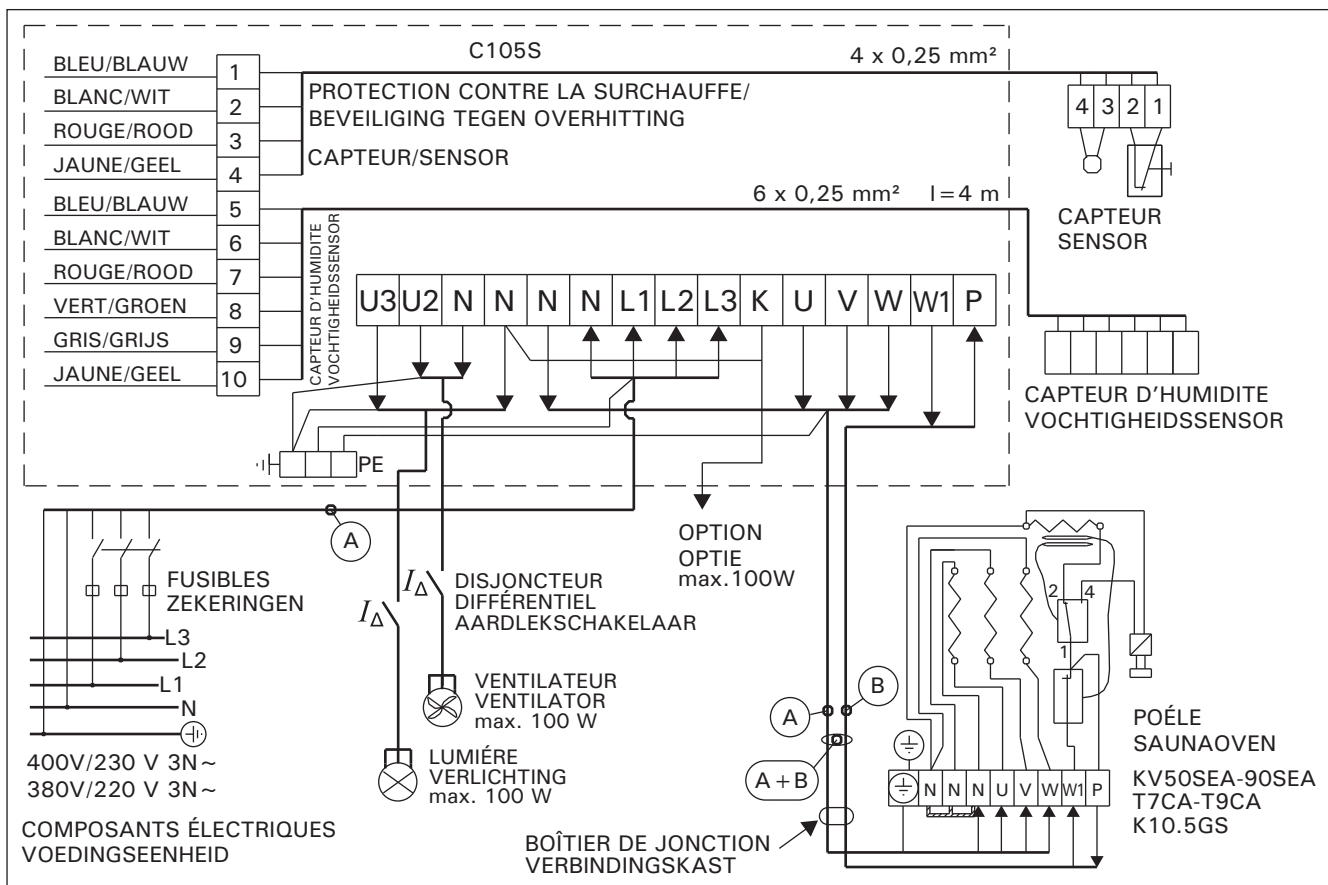 C105S
4 x 0,25 mm²
BLEU/BLAUW 1
BLANC/WIT 2
ROUGE/ROOD 3
JAUNE/GEEL 4
BLEU/BLAUW 5
BLANC/WIT 6
ROUGE/ROOD 7
VERT/GROEN 8
GRIS/GRIJS 9
JAUNE/GEEL 10
PROTECTION CONTRE LA SURCHAUFFE/
BEVEILIGING TEGEN OVERHITTING
CAPTEUR/SENSOR
4 3 2 1
CAPTEUR
SENSOR
6 x 0,25 mm² l=4 m
CAPTEUR D'HUMIDITE
VOCHTIGHEIDSSENSOR
U3 U2 N N N N L1 L2 L3 K U V W W1 P
CAPTEUR D'HUMIDITE
VOCHTIGHEIDSSENSOR
PE
A
OPTION
OPTIE
max.100W
FUSIBLES
ZEKERINGEN
L3
L2
L1
N
400V/230 V 3N~
380V/220 V 3N~
COMPOSANTS ÉLECTRIQUES
VOEDINGSEENHEID
I∆
I∆
DISJONCTEUR
DIFFÉRENTIEL
AARDLEKSCHAKELAAR
VENTILATEUR
VENTILATOR
max. 100 W
LUMIÉRE
VERLICHTING
max. 100 W
A
B
A+B
BOÎTIER DE JONCTION
VERBINDINGSKAST
2 4
1
N N N U V W W1 P
POÉLE
SAUNAOVEN
KV50SEA-90SEA
T7CA-T9CA
K10.5GS